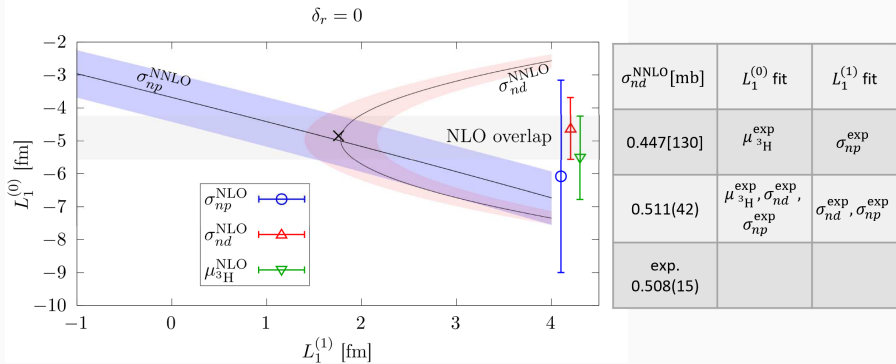 δᵣ = 0
L₁⁽⁰⁾ [fm]
−2
−3
−4
−5
−6
−7
−8
−9
−10
σₙₚᴺᴺᴸᴼ
σₙdᴺᴺᴸᴼ
NLO overlap
σₙₚᴺᴸᴼ
σₙdᴺᴸᴼ
μ³Hᴺᴸᴼ
−1 0 1 2 3 4
L₁⁽¹⁾ [fm]
σₙdᴺᴺᴸᴼ[mb] L₁⁽⁰⁾ fit L₁⁽¹⁾ fit
0.447[130] μ³Hᵉˣᵖ σₙₚᵉˣᵖ
0.511(42) μ³Hᵉˣᵖ, σₙdᵉˣᵖ, σₙdᵉˣᵖ, σₙₚᵉˣᵖ
σₙₚᵉˣᵖ
exp.
0.508(15)